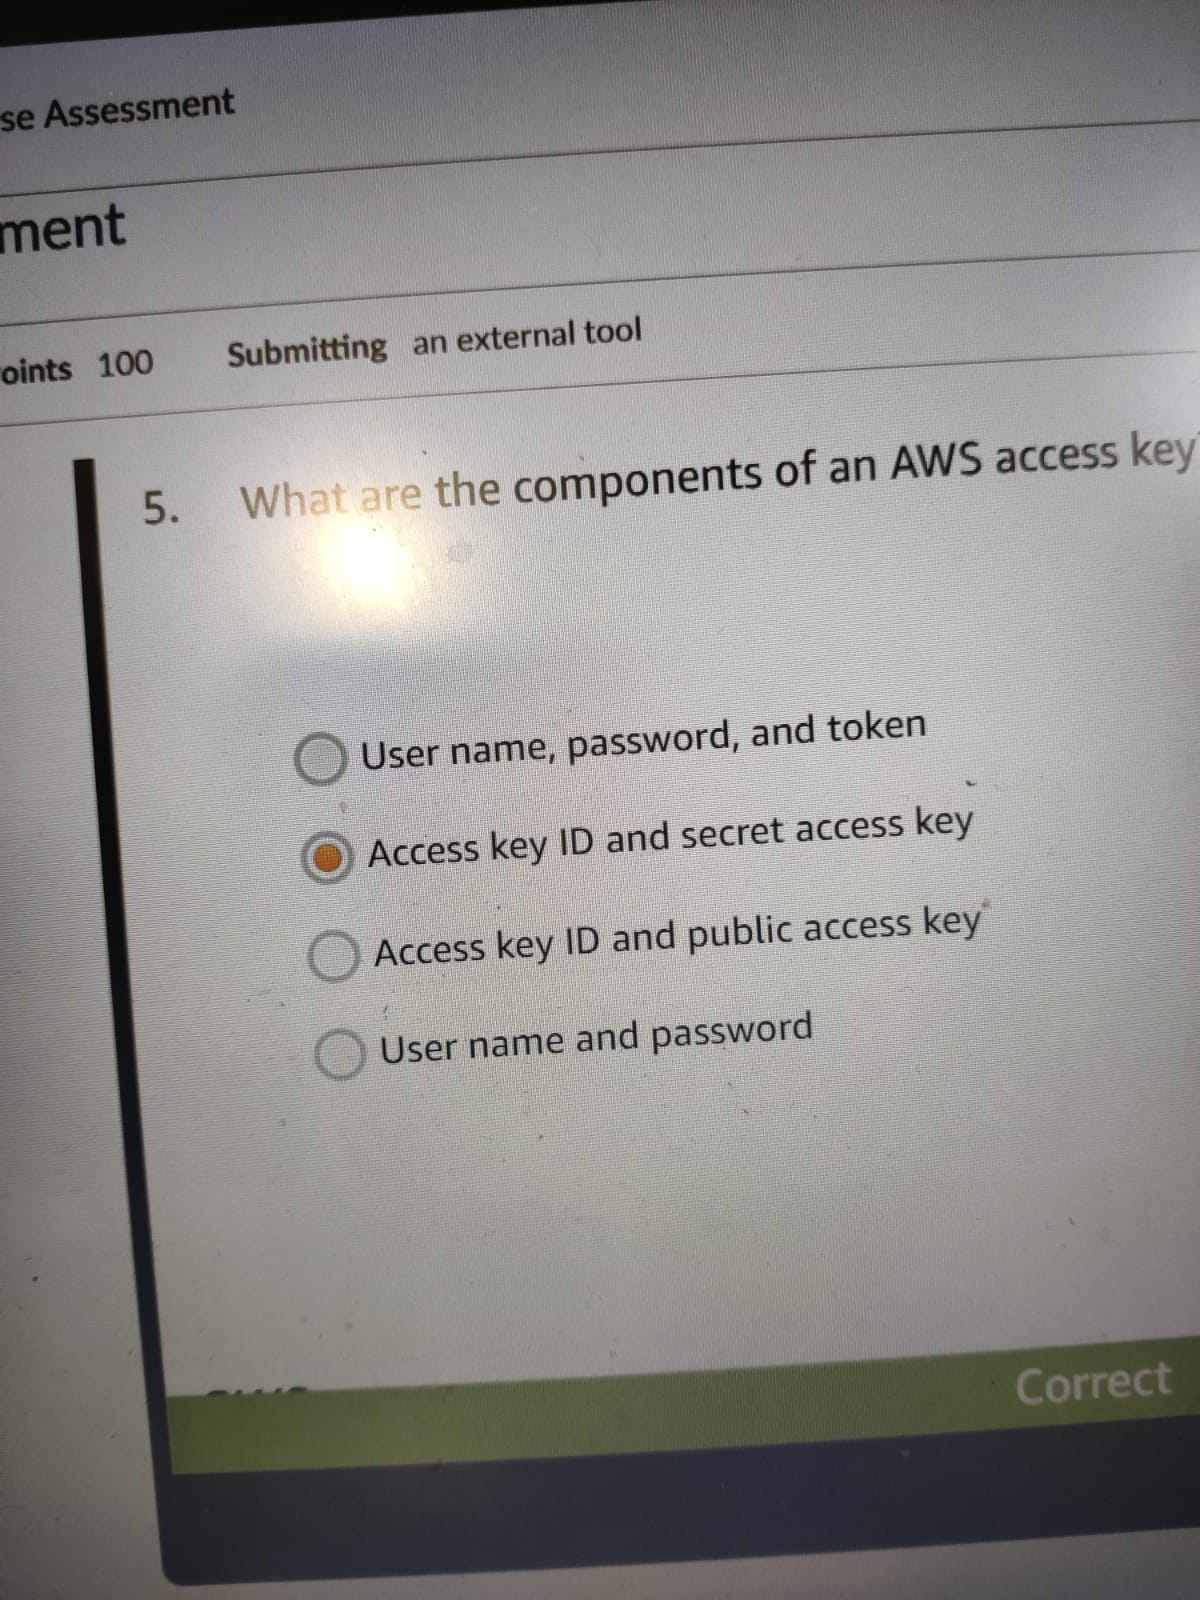 se Assessment
ment
oints 100 Submitting an external tool
5. What are the components of an AWS access key
User name, password, and token
Access key ID and secret access key
Access key ID and public access key
User name and password
Correct